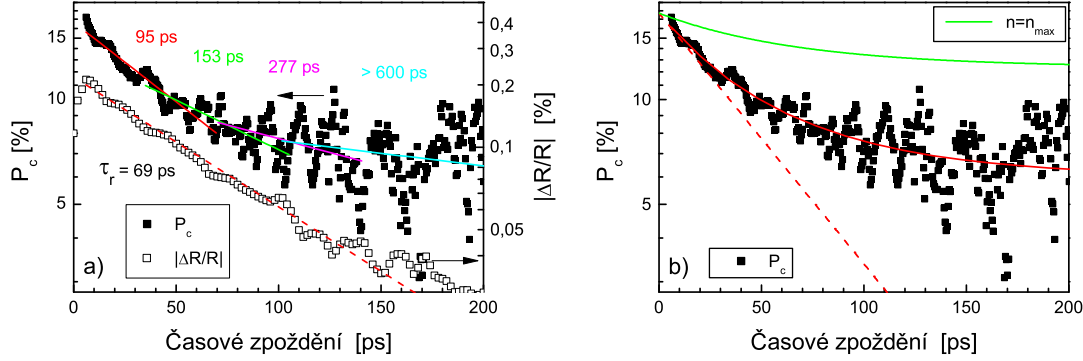 15
10
5
P_c [%]
95 ps
153 ps
277 ps
> 600 ps
τ_r = 69 ps
P_c
|ΔR/R|
a)
0,4
0,3
0,2
0,1
0,05
|ΔR/R| [%]
0 50 100 150 200
Časové zpoždění [ps]
15
10
5
P_c [%]
n=n_max
P_c
b)
0 50 100 150 200
Časové zpoždění [ps]